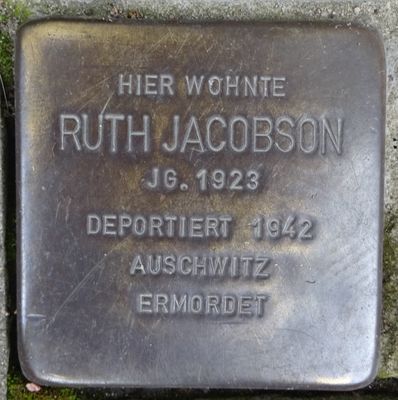 HIER WOHNTE
RUTH JACOBSON
JG. 1923
DEPORTIERT 1942
AUSCHWITZ
ERMORDET